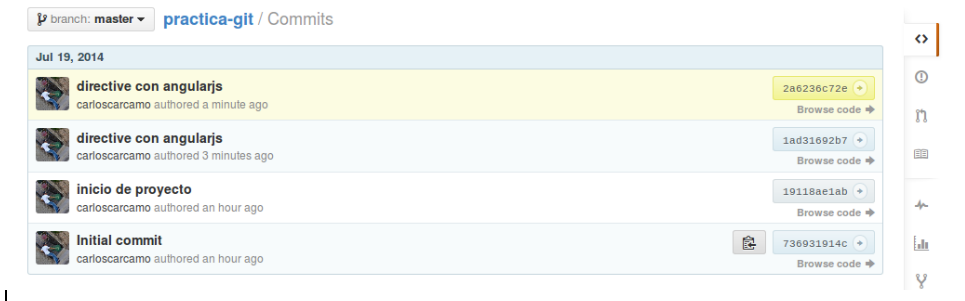 branch: master practica-git / Commits
Jul 19, 2014
directive con angularjs
2a6236c72e
carloscarcamo authored a minute ago
Browse code
directive con angularjs
1ad31692b7
carloscarcamo authored 3 minutes ago
Browse code
inicio de proyecto
19118ae1ab
carloscarcamo authored an hour ago
Browse code
Initial commit
736931914c
carloscarcamo authored an hour ago
Browse code